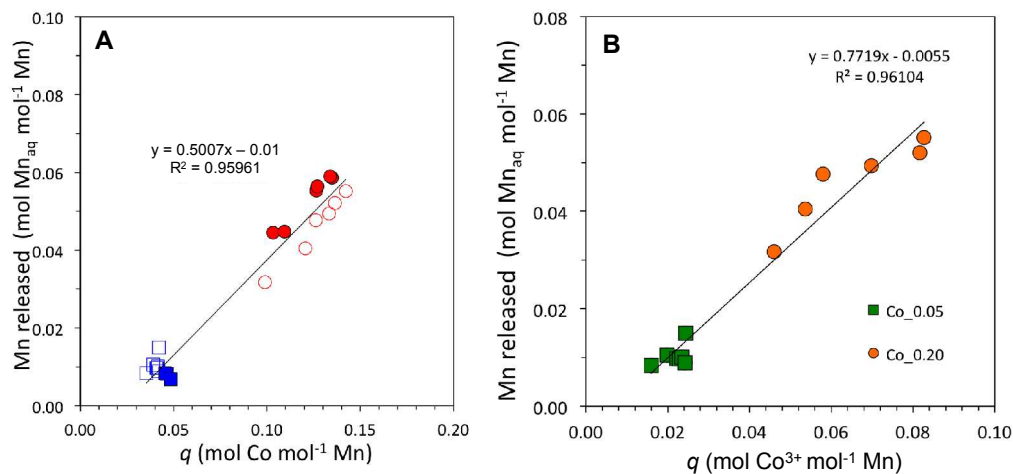 A
y = 0.5007x – 0.01
R² = 0.95961
Mn released (mol Mnaq mol⁻¹ Mn)
0.10
0.08
0.06
0.04
0.02
0.00
0.00 0.05 0.10 0.15 0.20
q (mol Co mol⁻¹ Mn)
B
y = 0.7719x - 0.0055
R² = 0.96104
Mn released (mol Mnaq mol⁻¹ Mn)
0.08
0.06
0.04
0.02
0.00
Co_0.05
Co_0.20
0.00 0.02 0.04 0.06 0.08 0.10
q (mol Co³⁺ mol⁻¹ Mn)